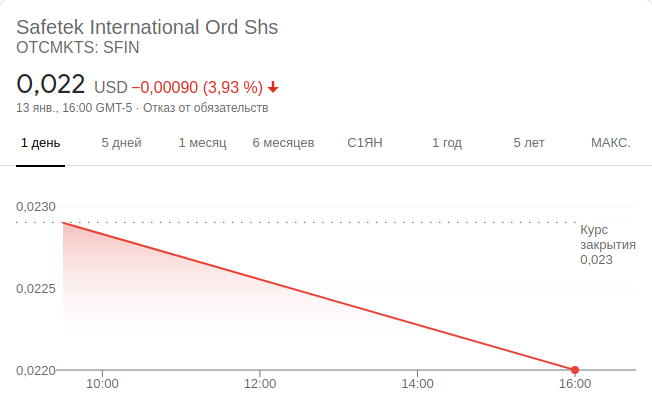 Safetek International Ord Shs
OTCMKTS: SFIN
0,022 USD −0,00090 (3,93 %)
13 янв., 16:00 GMT-5 · Отказ от обязательств
1 день 5 дней 1 месяц 6 месяцев С1ЯН 1 год 5 лет МАКС.
0,0230
Курс
закрытия
0,023
0,0225
0,0220
10:00 12:00 14:00 16:00